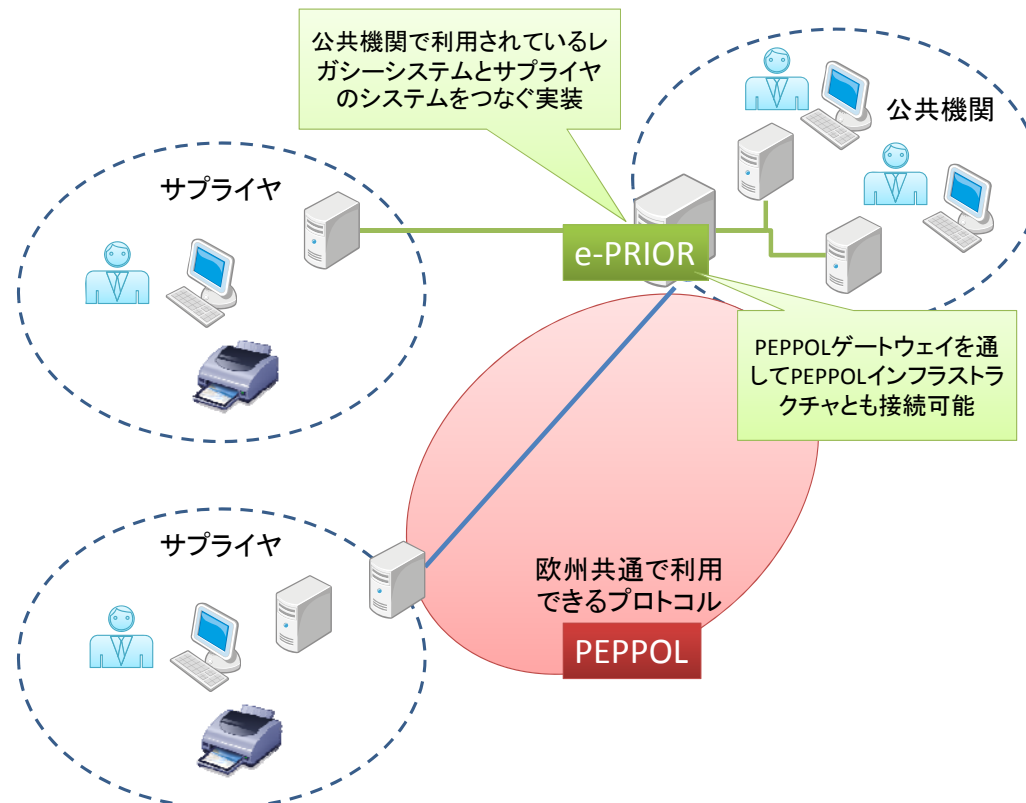 公共機関で利用されているレ
ガシーシステムとサプライヤ
のシステムをつなぐ実装
公共機関
サプライヤ
e-PRIOR
PEPPOLゲートウェイを通
してPEPPOLインフラストラ
クチャとも接続可能
サプライヤ
欧州共通で利用
できるプロトコル
PEPPOL